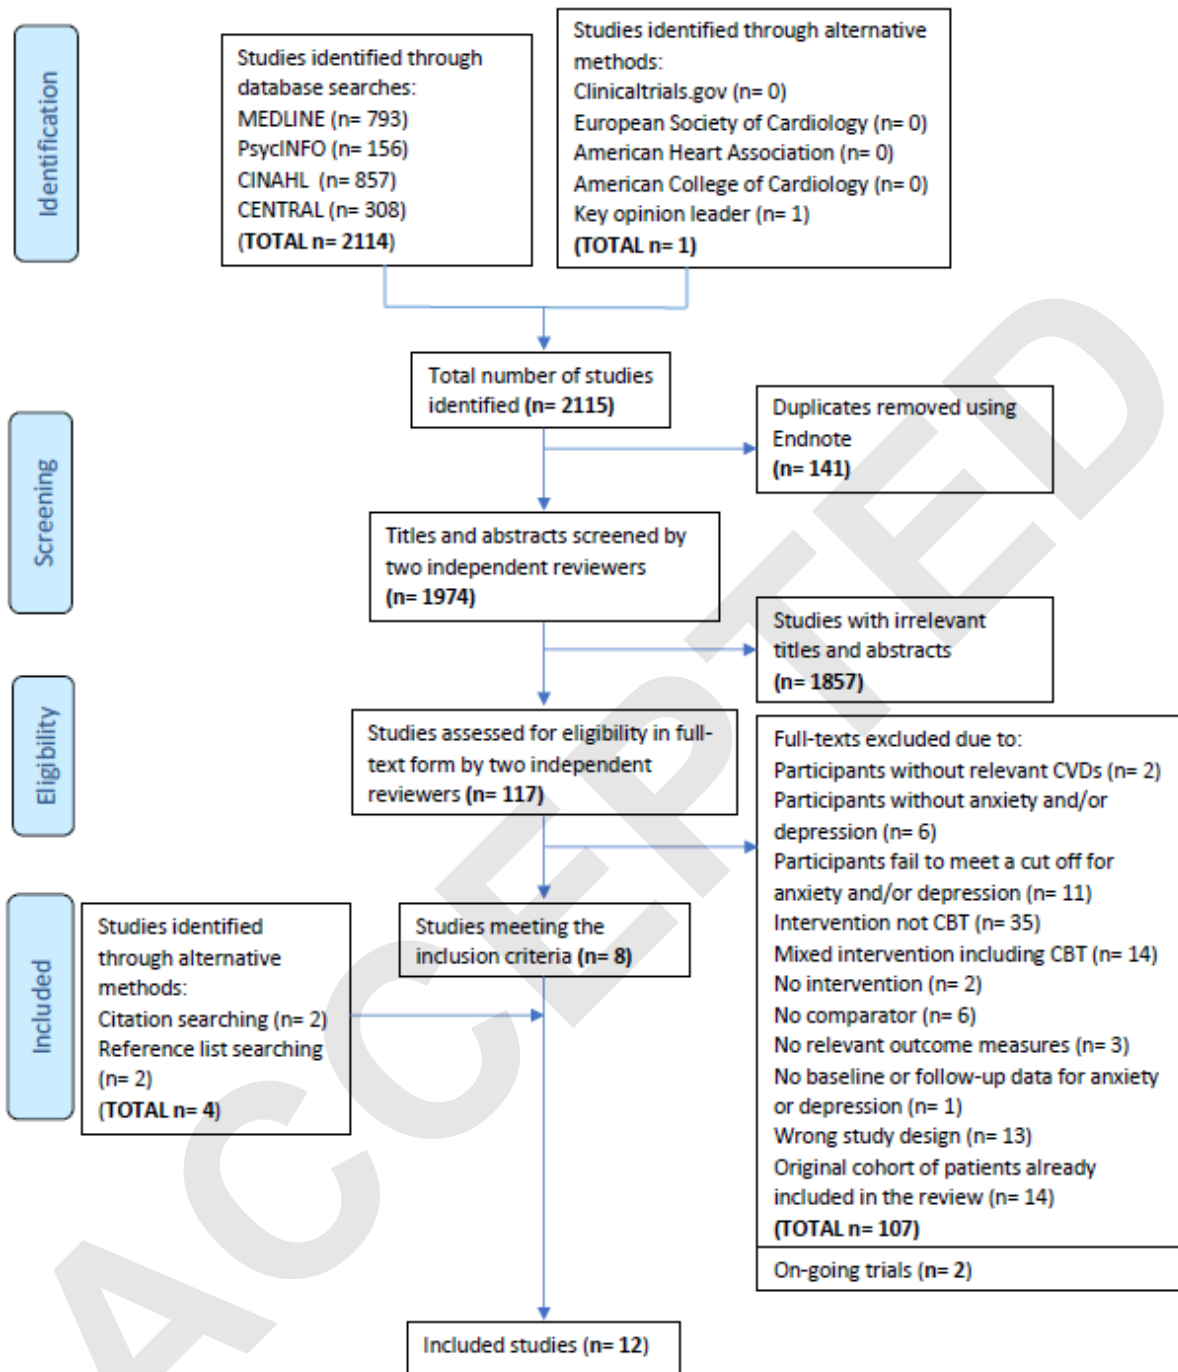 Identification
Studies identified through
database searches:
MEDLINE (n= 793)
PsycINFO (n= 156)
CINAHL (n= 857)
CENTRAL (n= 308)
(TOTAL n= 2114)
Studies identified through alternative
methods:
Clinicaltrials.gov (n= 0)
European Society of Cardiology (n= 0)
American Heart Association (n= 0)
American College of Cardiology (n= 0)
Key opinion leader (n= 1)
(TOTAL n= 1)
Total number of studies
identified (n= 2115)
Screening
Duplicates removed using
Endnote
(n= 141)
Titles and abstracts screened by
two independent reviewers
(n= 1974)
Studies with irrelevant
titles and abstracts
(n= 1857)
Eligibility
Studies assessed for eligibility in full-
text form by two independent
reviewers (n= 117)
Full-texts excluded due to:
Participants without relevant CVDs (n= 2)
Participants without anxiety and/or
depression (n= 6)
Participants fail to meet a cut off for
anxiety and/or depression (n= 11)
Intervention not CBT (n= 35)
Mixed intervention including CBT (n= 14)
No intervention (n= 2)
No comparator (n= 6)
No relevant outcome measures (n= 3)
No baseline or follow-up data for anxiety
or depression (n= 1)
Wrong study design (n= 13)
Original cohort of patients already
included in the review (n= 14)
(TOTAL n= 107)
On-going trials (n= 2)
Included
Studies identified
through alternative
methods:
Citation searching (n= 2)
Reference list searching
(n= 2)
(TOTAL n= 4)
Studies meeting the
inclusion criteria (n= 8)
Included studies (n= 12)
ACCEPTED